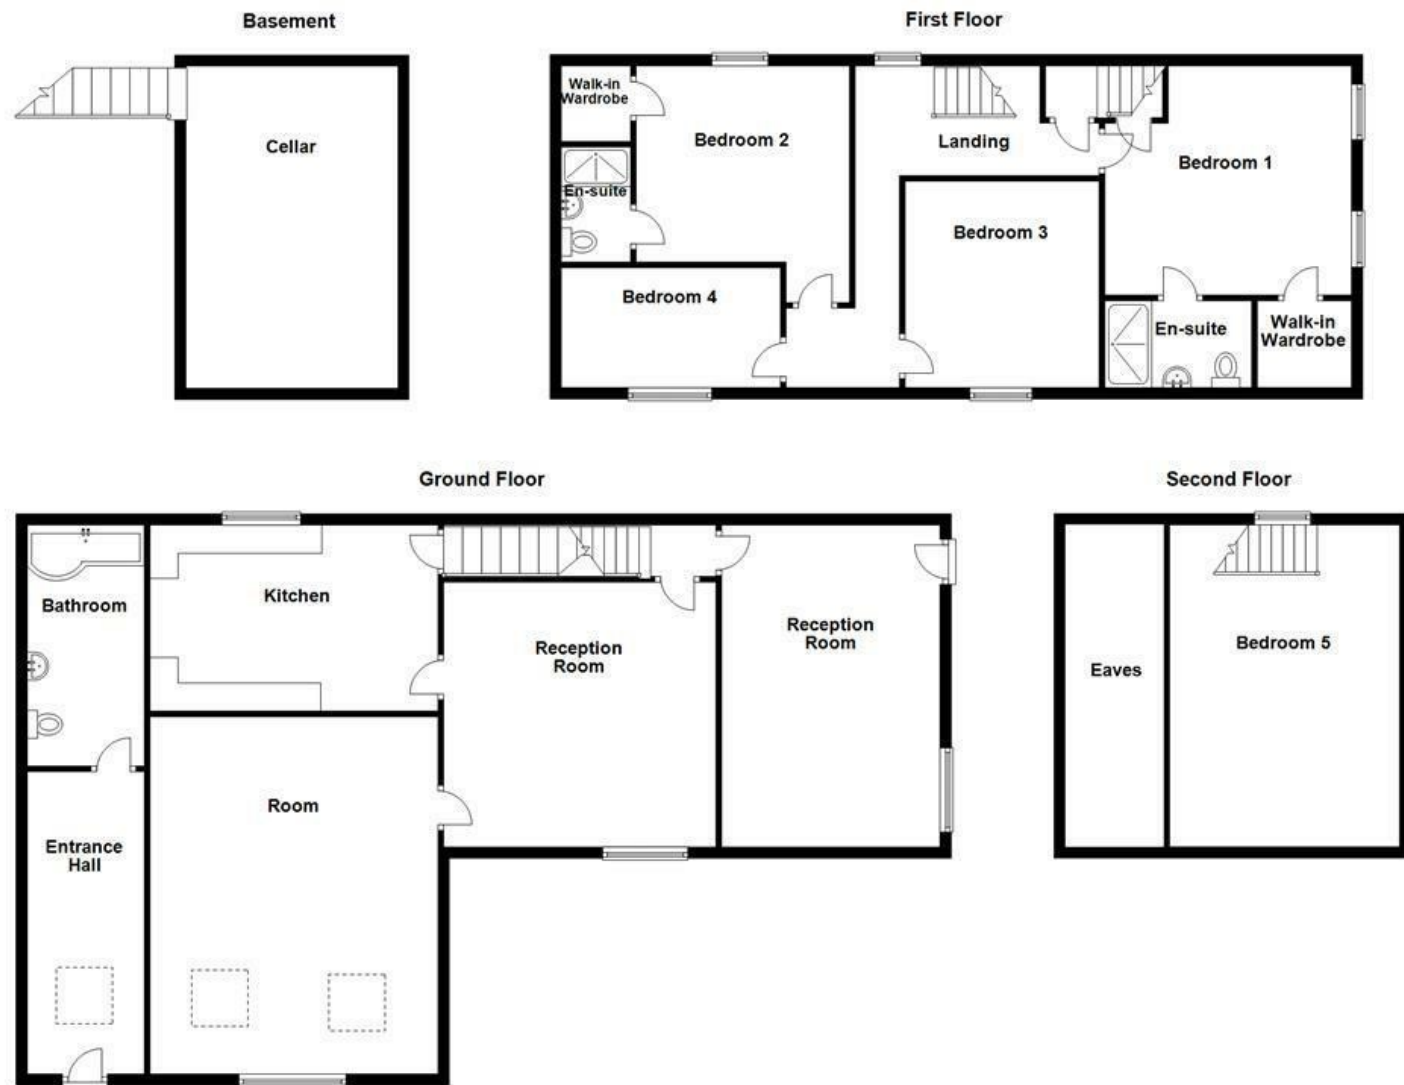 Basement
Cellar
First Floor
Walk-in
Wardrobe
Bedroom 2
Landing
Bedroom 1
En-suite
Bedroom 3
Bedroom 4
En-suite
Walk-in
Wardrobe
Ground Floor
Bathroom
Kitchen
Reception
Room
Reception
Room
Room
Entrance
Hall
Second Floor
Eaves
Bedroom 5